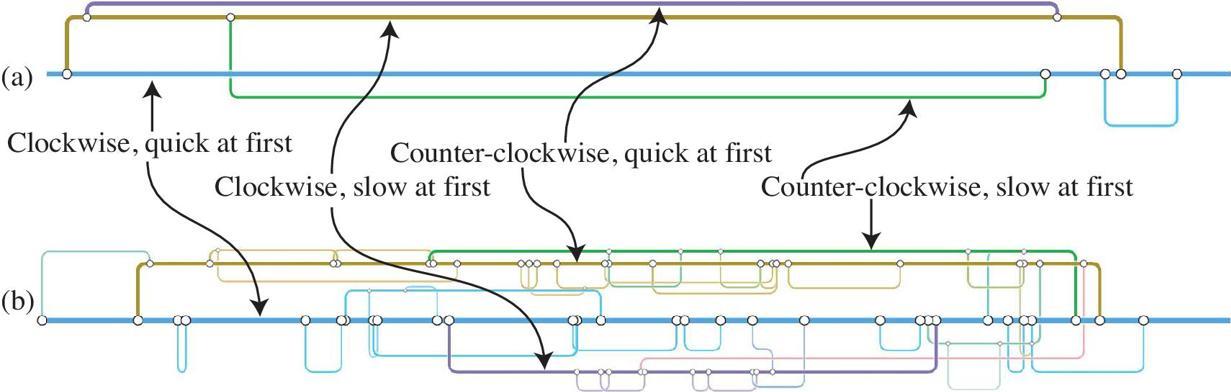 (a)
Clockwise, quick at first
Counter-clockwise, quick at first
Clockwise, slow at first
Counter-clockwise, slow at first
(b)